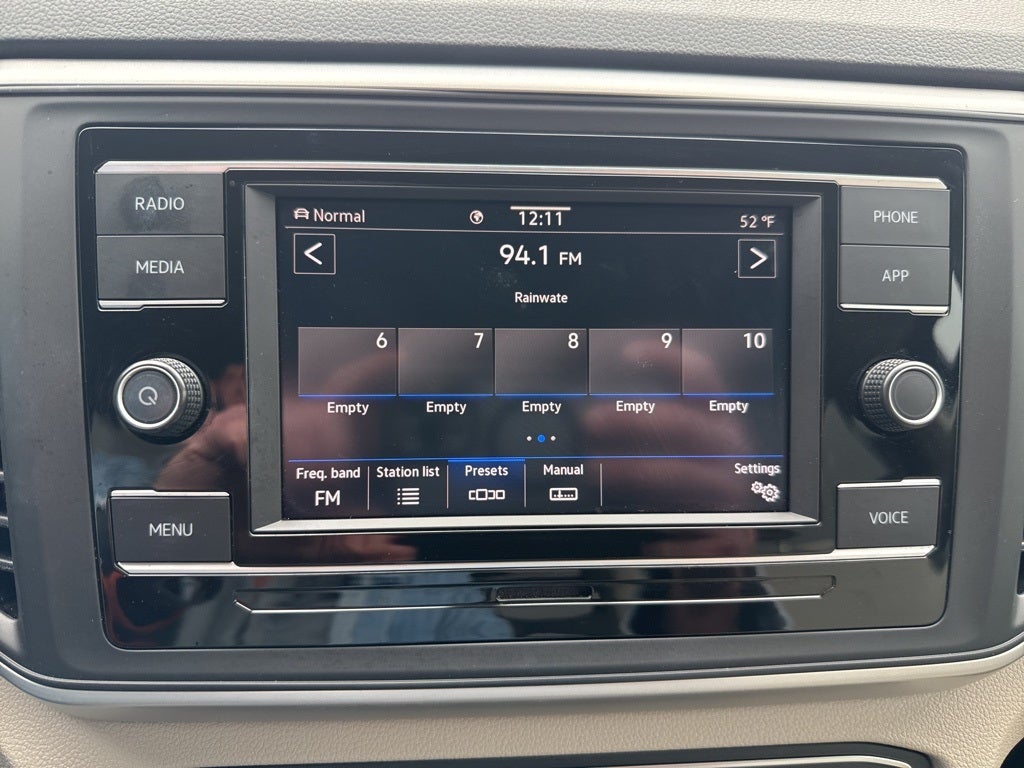 RADIO
MEDIA
MENU
Normal 12:11 52 °F
< 94.1 FM >
Rainwate
6 7 8 9 10
Empty Empty Empty Empty Empty
Freq. band Station list Presets Manual Settings
FM
PHONE
APP
VOICE